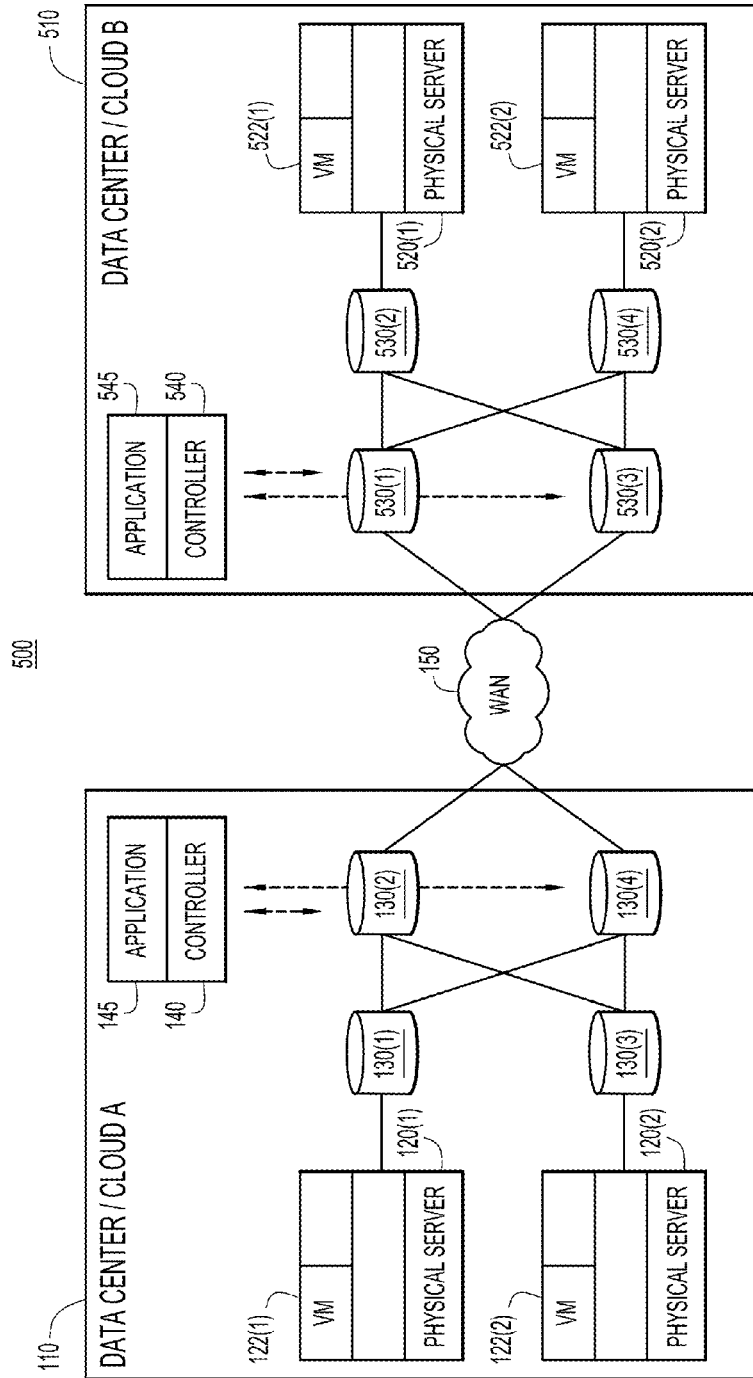 500
110
DATA CENTER / CLOUD A
145
APPLICATION
140
CONTROLLER
122(1)
VM
PHYSICAL SERVER
120(1)
130(1)
130(2)
122(2)
VM
PHYSICAL SERVER
120(2)
130(3)
130(4)
150
WAN
510
DATA CENTER / CLOUD B
545
APPLICATION
540
CONTROLLER
530(1)
530(2)
522(1)
VM
520(1)
PHYSICAL SERVER
530(3)
530(4)
522(2)
VM
520(2)
PHYSICAL SERVER